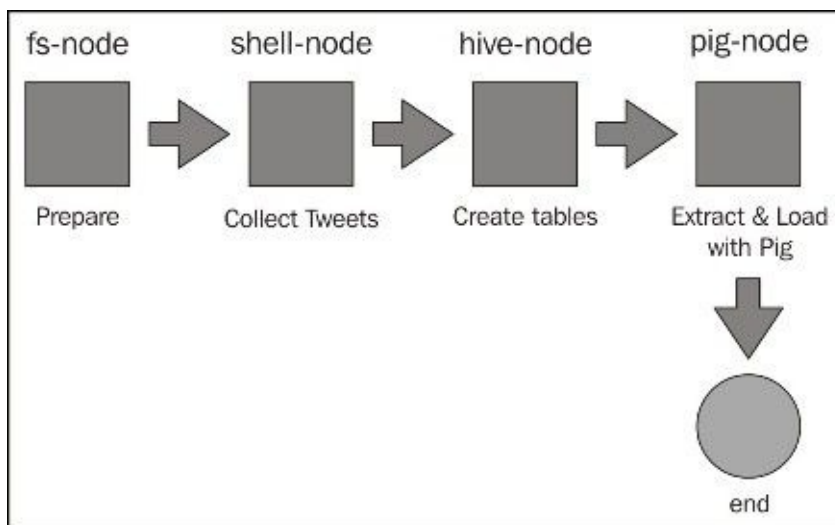 fs-node
shell-node
hive-node
pig-node
Prepare
Collect Tweets
Create tables
Extract & Load
with Pig
end